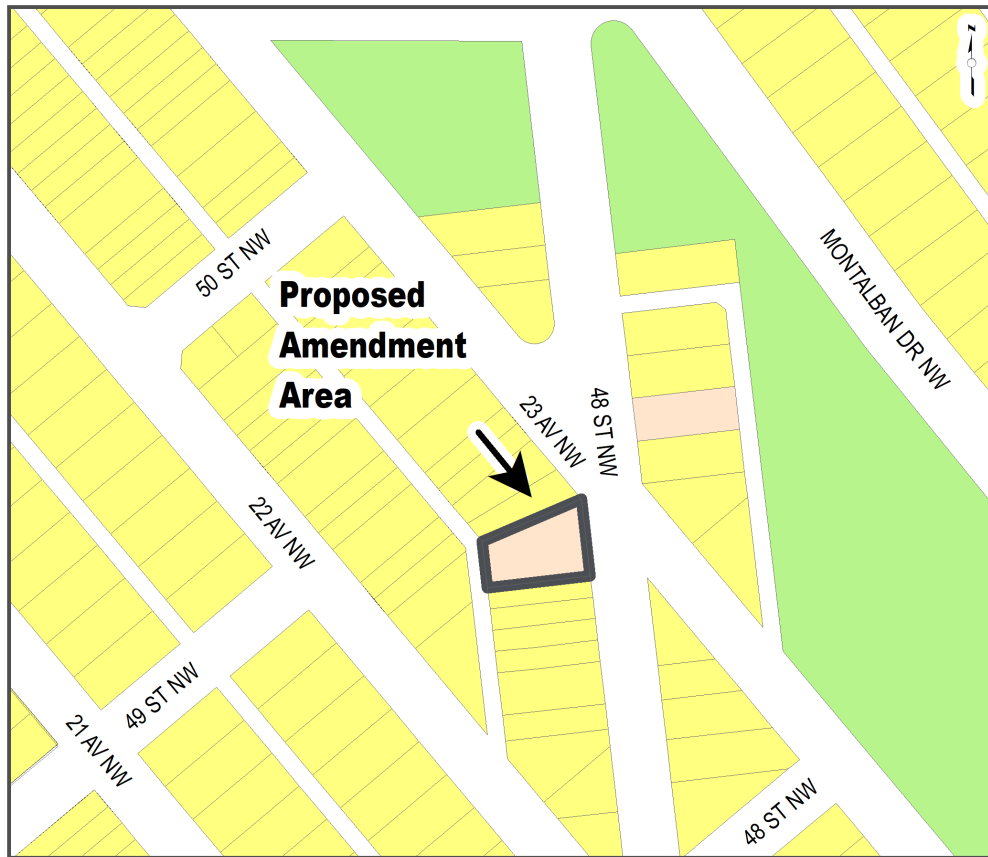 N
50 ST NW
MONTALBAN DR NW
Proposed
Amendment
Area
23 AV NW
48 ST NW
22 AV NW
49 ST NW
21 AV NW
48 ST NW